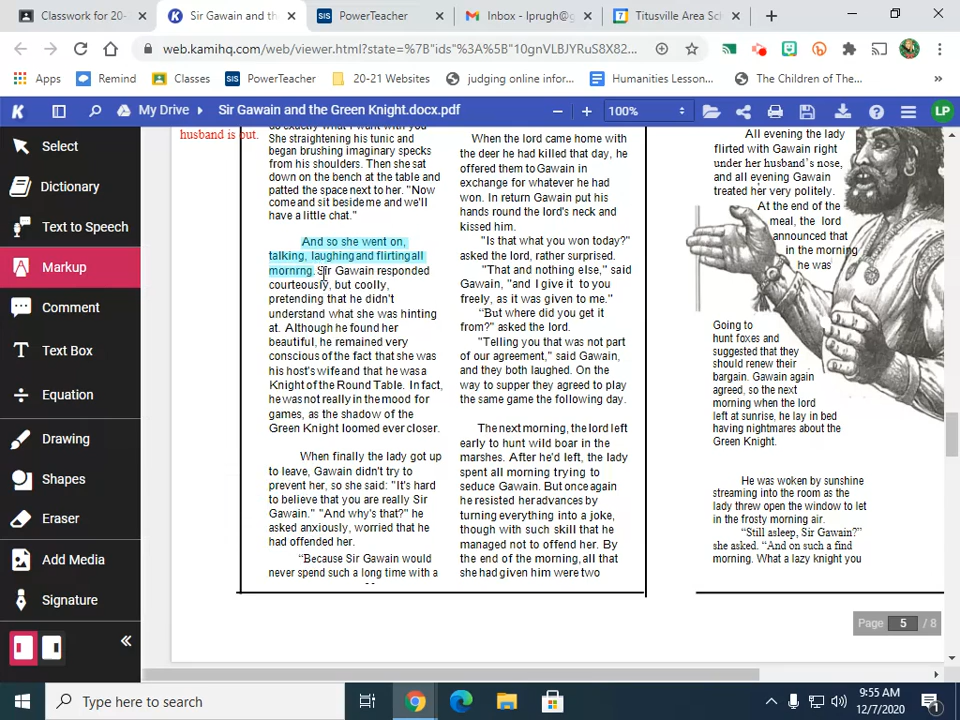 Classwork for 20-
Sir Gawain and th
PowerTeacher
Inbox - lprugh@g
Titusville Area Sc
web.kamihq.com/web/viewer.html?state=%7B"ids"%3A%5B"10gnVLBJYRuS8X82...
Apps
Remind
Classes
PowerTeacher
20-21 Websites
judging online infor...
Humanities Lesson...
The Children of The...
My Drive
Sir Gawain and the Green Knight.docx.pdf
100%
LP
Select
Dictionary
Text to Speech
Markup
Comment
Text Box
Equation
Drawing
Shapes
Eraser
Add Media
Signature
husband is out.
so exactly what I want with you
She straightening his tunic and
began brushing imaginary specks
from his shoulders. Then she sat
down on the bench at the table and
patted the space next to her. "Now
come and sit beside me and we'll
have a little chat."
And so she went on,
talking, laughing and flirting all
mornrng. Sir Gawain responded
courteously, but coolly,
pretending that he didn't
understand what she was hinting
at. Although he found her
beautiful, he remained very
conscious of the fact that she was
his host's wife and that he was a
Knight of the Round Table. In fact,
he was not really in the mood for
games, as the shadow of the
Green Knight loomed ever closer.
When finally the lady got up
to leave, Gawain didn't try to
prevent her, so she said: "It's hard
to believe that you are really Sir
Gawain." "And why's that?" he
asked anxiously, worried that he
had offended her.
“Because Sir Gawain would
never spend such a long time with a
When the lord came home with
the deer he had killed that day, he
offered them to Gawain in
exchange for whatever he had
won. In return Gawain put his
hands round the lord's neck and
kissed him.
"Is that what you won today?"
asked the lord, rather surprised.
"That and nothing else," said
Gawain, "and I give it to you
freely, as it was given to me."
“But where did you get it
from?" asked the lord.
"Telling you that was not part
of our agreement," said Gawain,
and they both laughed. On the
way to supper they agreed to play
the same game the following day.
The next morning, the lord left
early to hunt wild boar in the
marshes. After he'd left, the lady
spent all morning trying to
seduce Gawain. But once again
he resisted her advances by
turning everything into a joke,
though with such skill that he
managed not to offend her. By
the end of the morning, all that
she had given him were two
All evening the lady
flirted with Gawain right
under her husband's nose,
and all evening Gawain
treated her very politely.
At the end of the
meal, the lord
announced that
in the morning
he was
Going to
hunt foxes and
suggested that they
should renew their
bargain. Gawain again
agreed, so the next
morning when the lord
left at sunrise, he lay in bed
having nightmares about the
Green Knight.
He was woken by sunshine
streaming into the room as the
lady threw open the window to let
in the frosty morning air.
“Still asleep, Sir Gawain?”
she asked. “And on such a find
morning. What a lazy knight you
Page 5 / 8
Type here to search
9:55 AM
12/7/2020